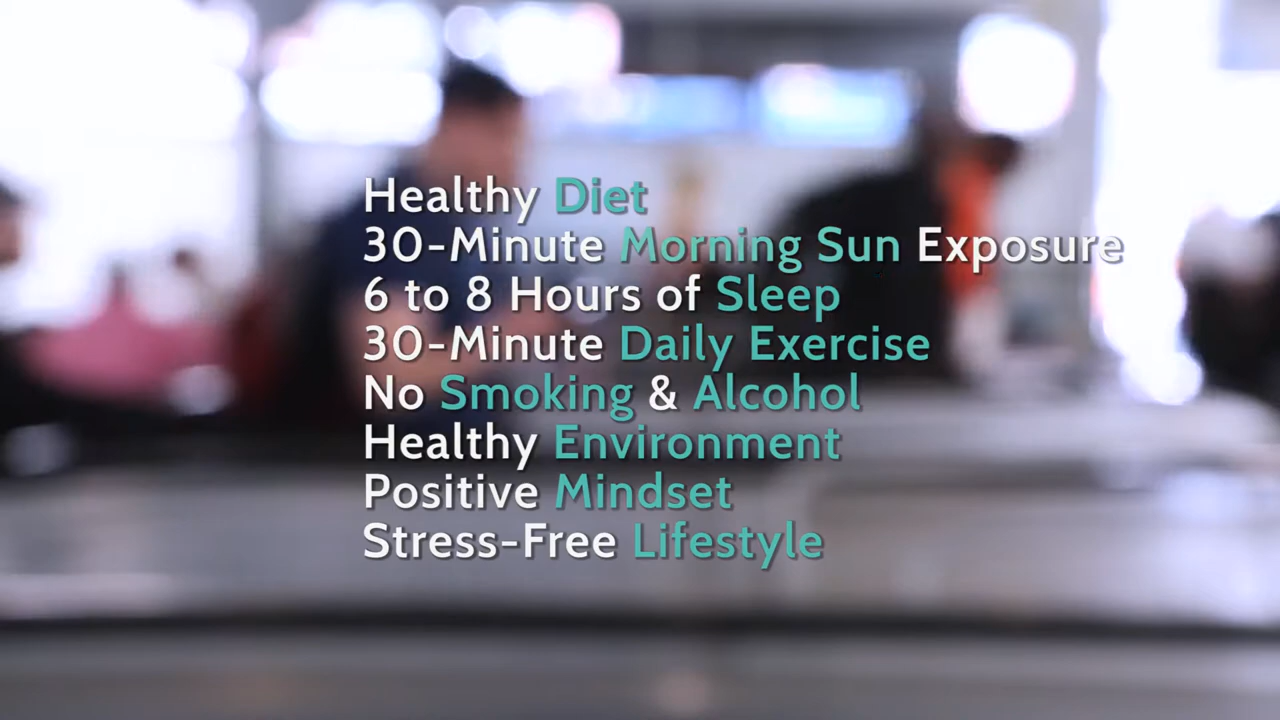 Healthy Diet
30-Minute Morning Sun Exposure
6 to 8 Hours of Sleep
30-Minute Daily Exercise
No Smoking & Alcohol
Healthy Environment
Positive Mindset
Stress-Free Lifestyle